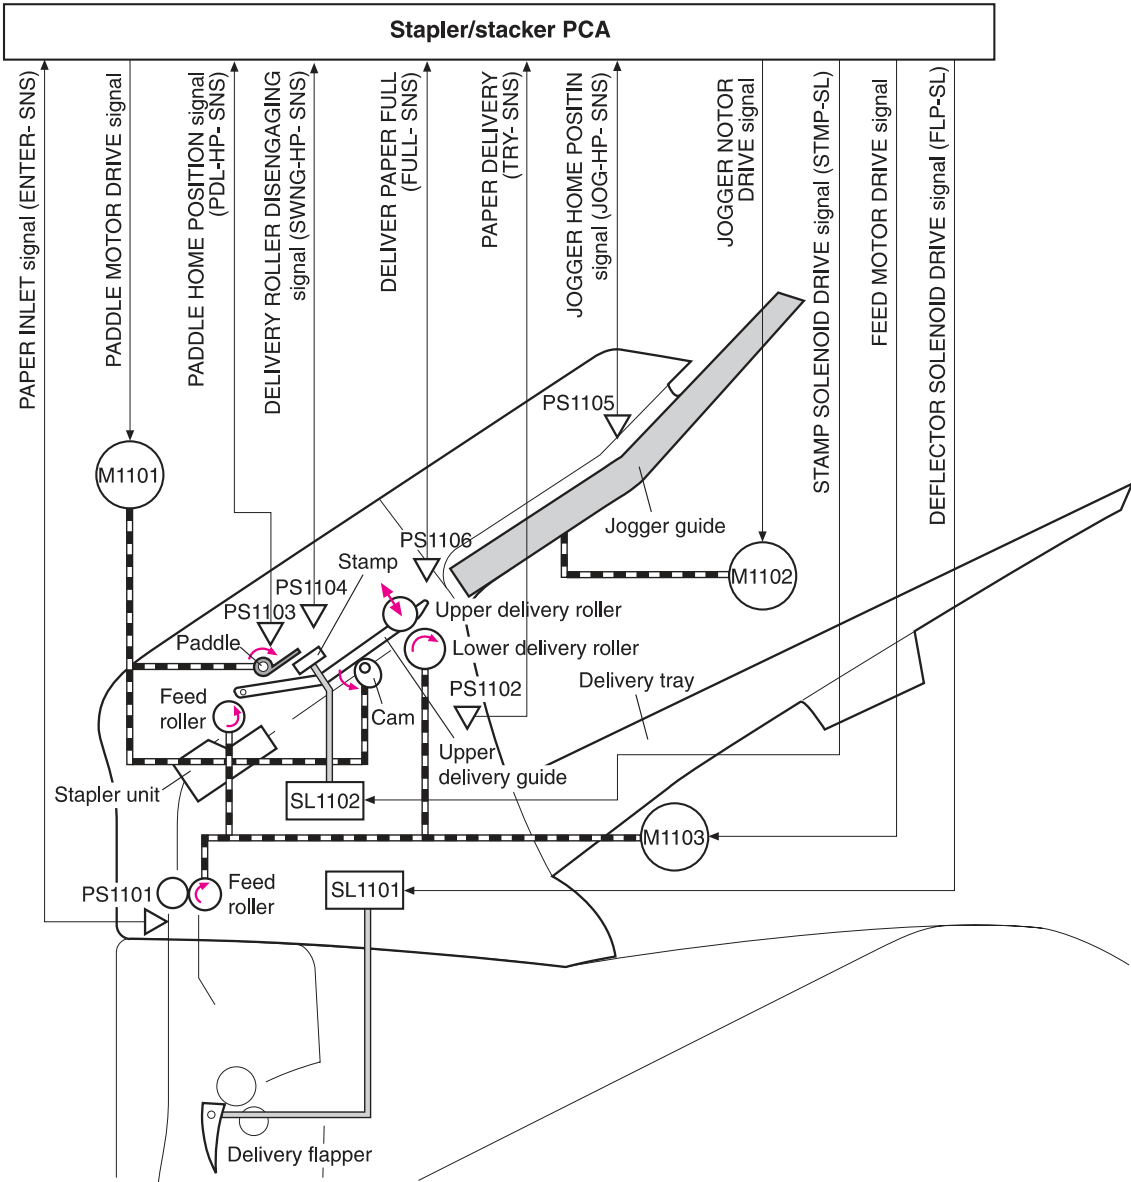 Stapler/stacker PCA
PAPER INLET signal (ENTER- SNS)
PADDLE MOTOR DRIVE signal
PADDLE HOME POSITION signal
(PDL-HP- SNS)
DELIVERY ROLLER DISENGAGING
signal (SWNG-HP- SNS)
DELIVER PAPER FULL
(FULL- SNS)
PAPER DELIVERY
(TRY- SNS)
JOGGER HOME POSITIN
signal (JOG-HP- SNS)
JOGGER NOTOR
DRIVE signal
STAMP SOLENOID DRIVE signal (STMP-SL)
FEED MOTOR DRIVE signal
DEFLECTOR SOLENOID DRIVE signal (FLP-SL)
PS1105
M1101
Jogger guide
PS1106
Stamp
M1102
PS1104
PS1103
Upper delivery roller
Paddle
Lower delivery roller
Delivery tray
PS1102
Feed
roller
Cam
Upper
delivery guide
Stapler unit
SL1102
M1103
PS1101
Feed
roller
SL1101
Delivery flapper